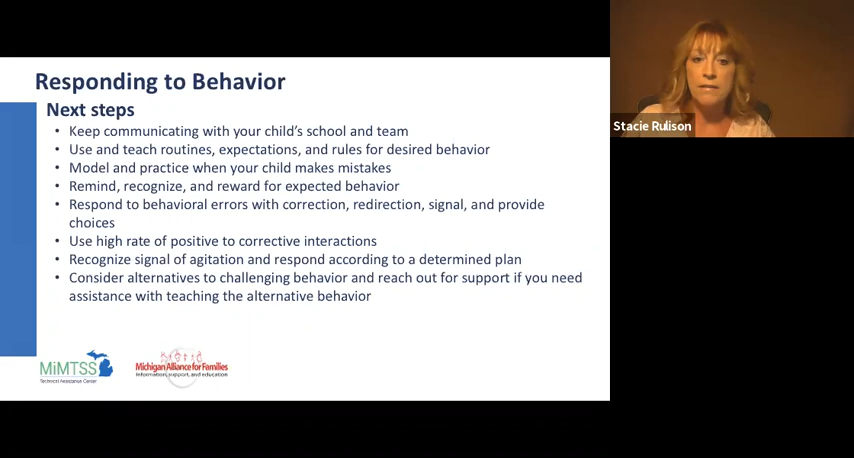 Responding to Behavior
Next steps
• Keep communicating with your child's school and team
• Use and teach routines, expectations, and rules for desired behavior
• Model and practice when your child makes mistakes
• Remind, recognize, and reward for expected behavior
• Respond to behavioral errors with correction, redirection, signal, and provide
choices
• Use high rate of positive to corrective interactions
• Recognize signal of agitation and respond according to a determined plan
• Consider alternatives to challenging behavior and reach out for support if you need
assistance with teaching the alternative behavior
MiMTSS
Technical Assistance Center
Michigan Alliance for Families
information, support, and education
Stacie Rulison